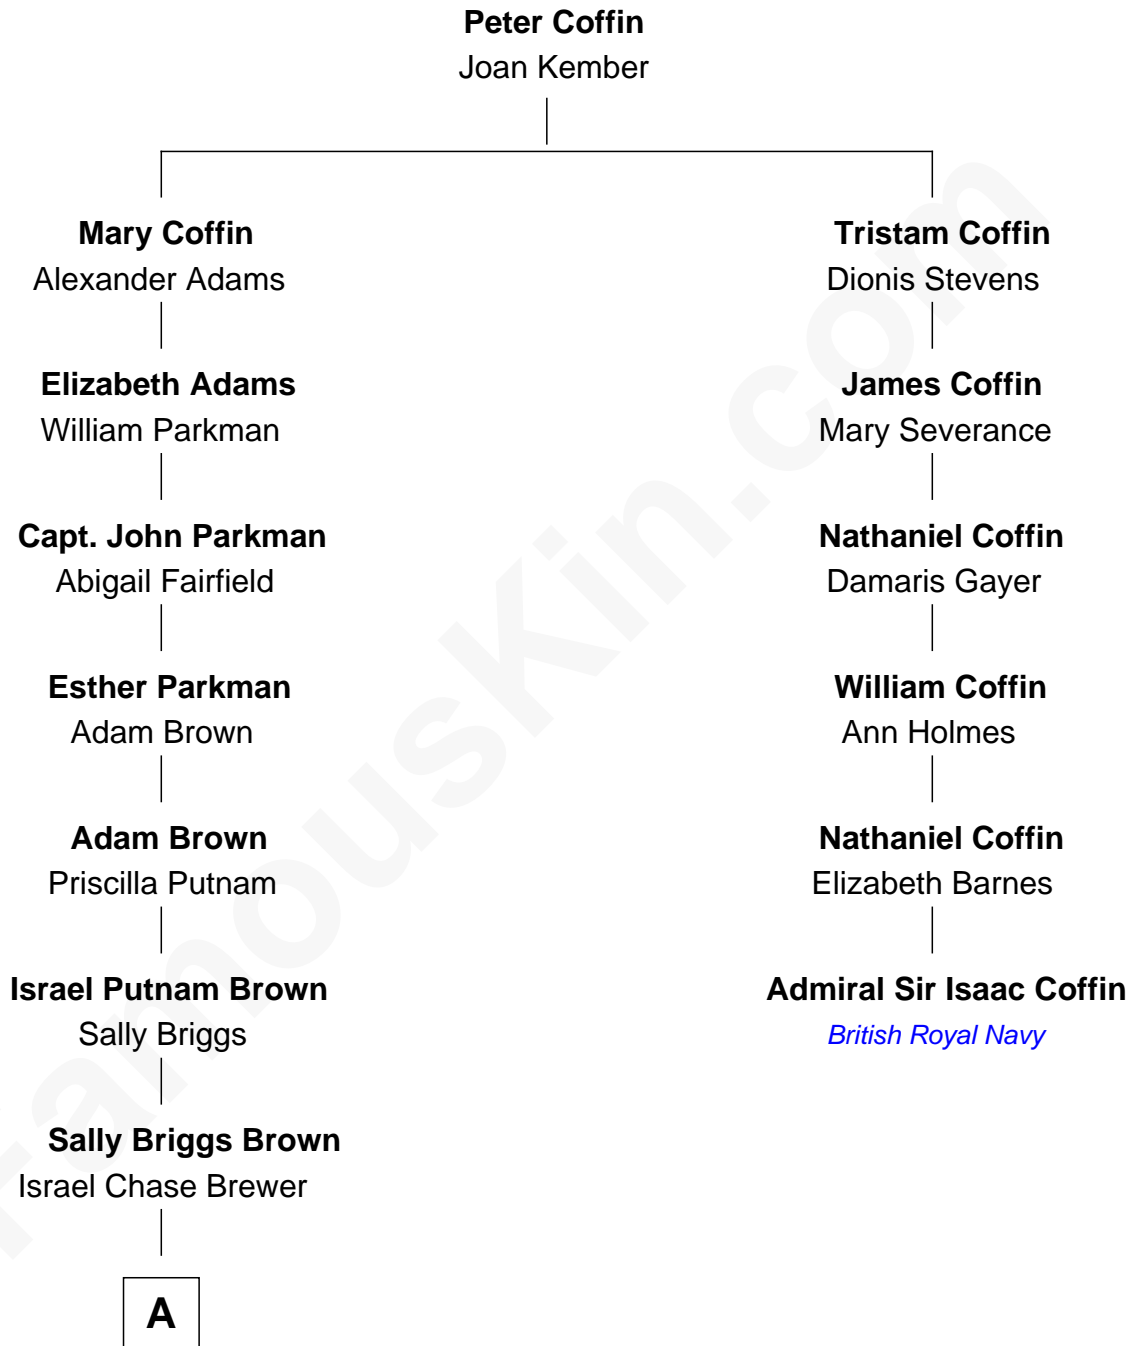 Peter Coffin
Joan Kember
Mary Coffin
Alexander Adams
Elizabeth Adams
William Parkman
Capt. John Parkman
Abigail Fairfield
Esther Parkman
Adam Brown
Adam Brown
Priscilla Putnam
Israel Putnam Brown
Sally Briggs
Sally Briggs Brown
Israel Chase Brewer
A
Tristam Coffin
Dionis Stevens
James Coffin
Mary Severance
Nathaniel Coffin
Damaris Gayer
William Coffin
Ann Holmes
Nathaniel Coffin
Elizabeth Barnes
Admiral Sir Isaac Coffin
British Royal Navy
FamousKin.com